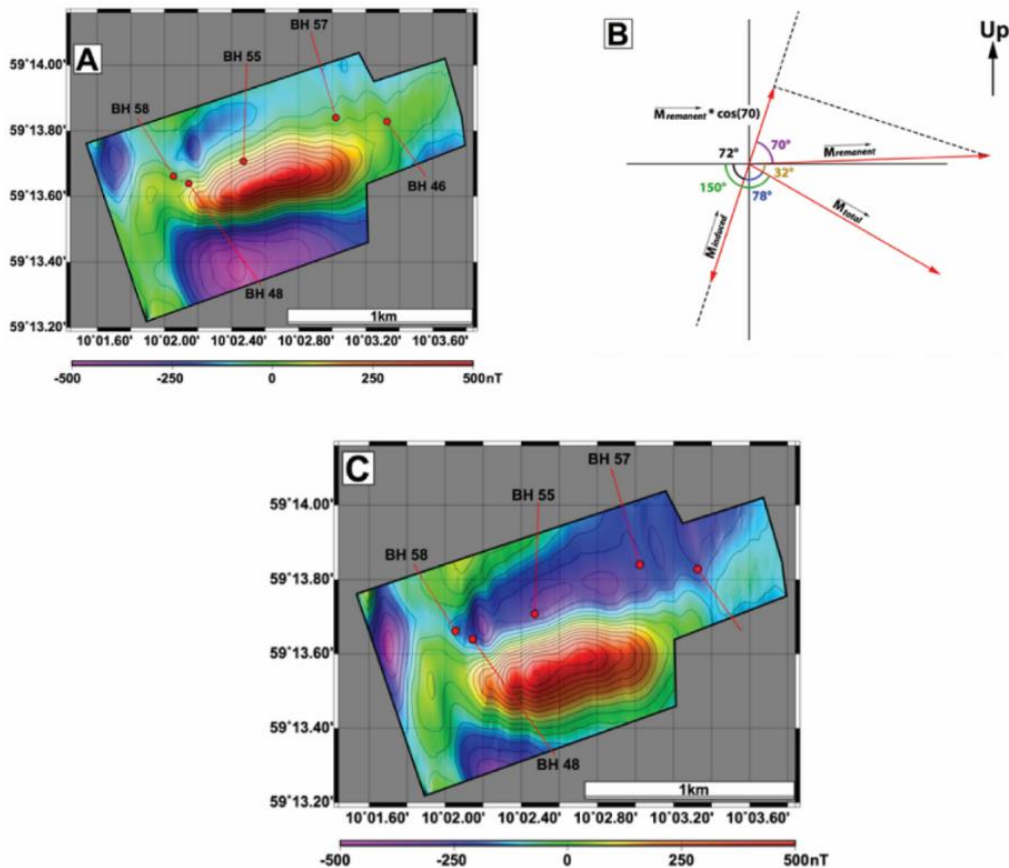 A
BH 57
BH 55
BH 58
BH 46
BH 48
59°14.00'
59°13.80'
59°13.60'
59°13.40'
59°13.20'
1km
10°01.60' 10°02.00' 10°02.40' 10°02.80' 10°03.20' 10°03.60'
-500 -250 0 250 500nT
B
Up
M remanent * cos(70)
70°
M remanent
72°
32°
150°
78°
M total
M induced
C
BH 57
BH 55
BH 58
BH 48
59°14.00'
59°13.80'
59°13.60'
59°13.40'
59°13.20'
1km
10°01.60' 10°02.00' 10°02.40' 10°02.80' 10°03.20' 10°03.60'
-500 -250 0 250 500nT